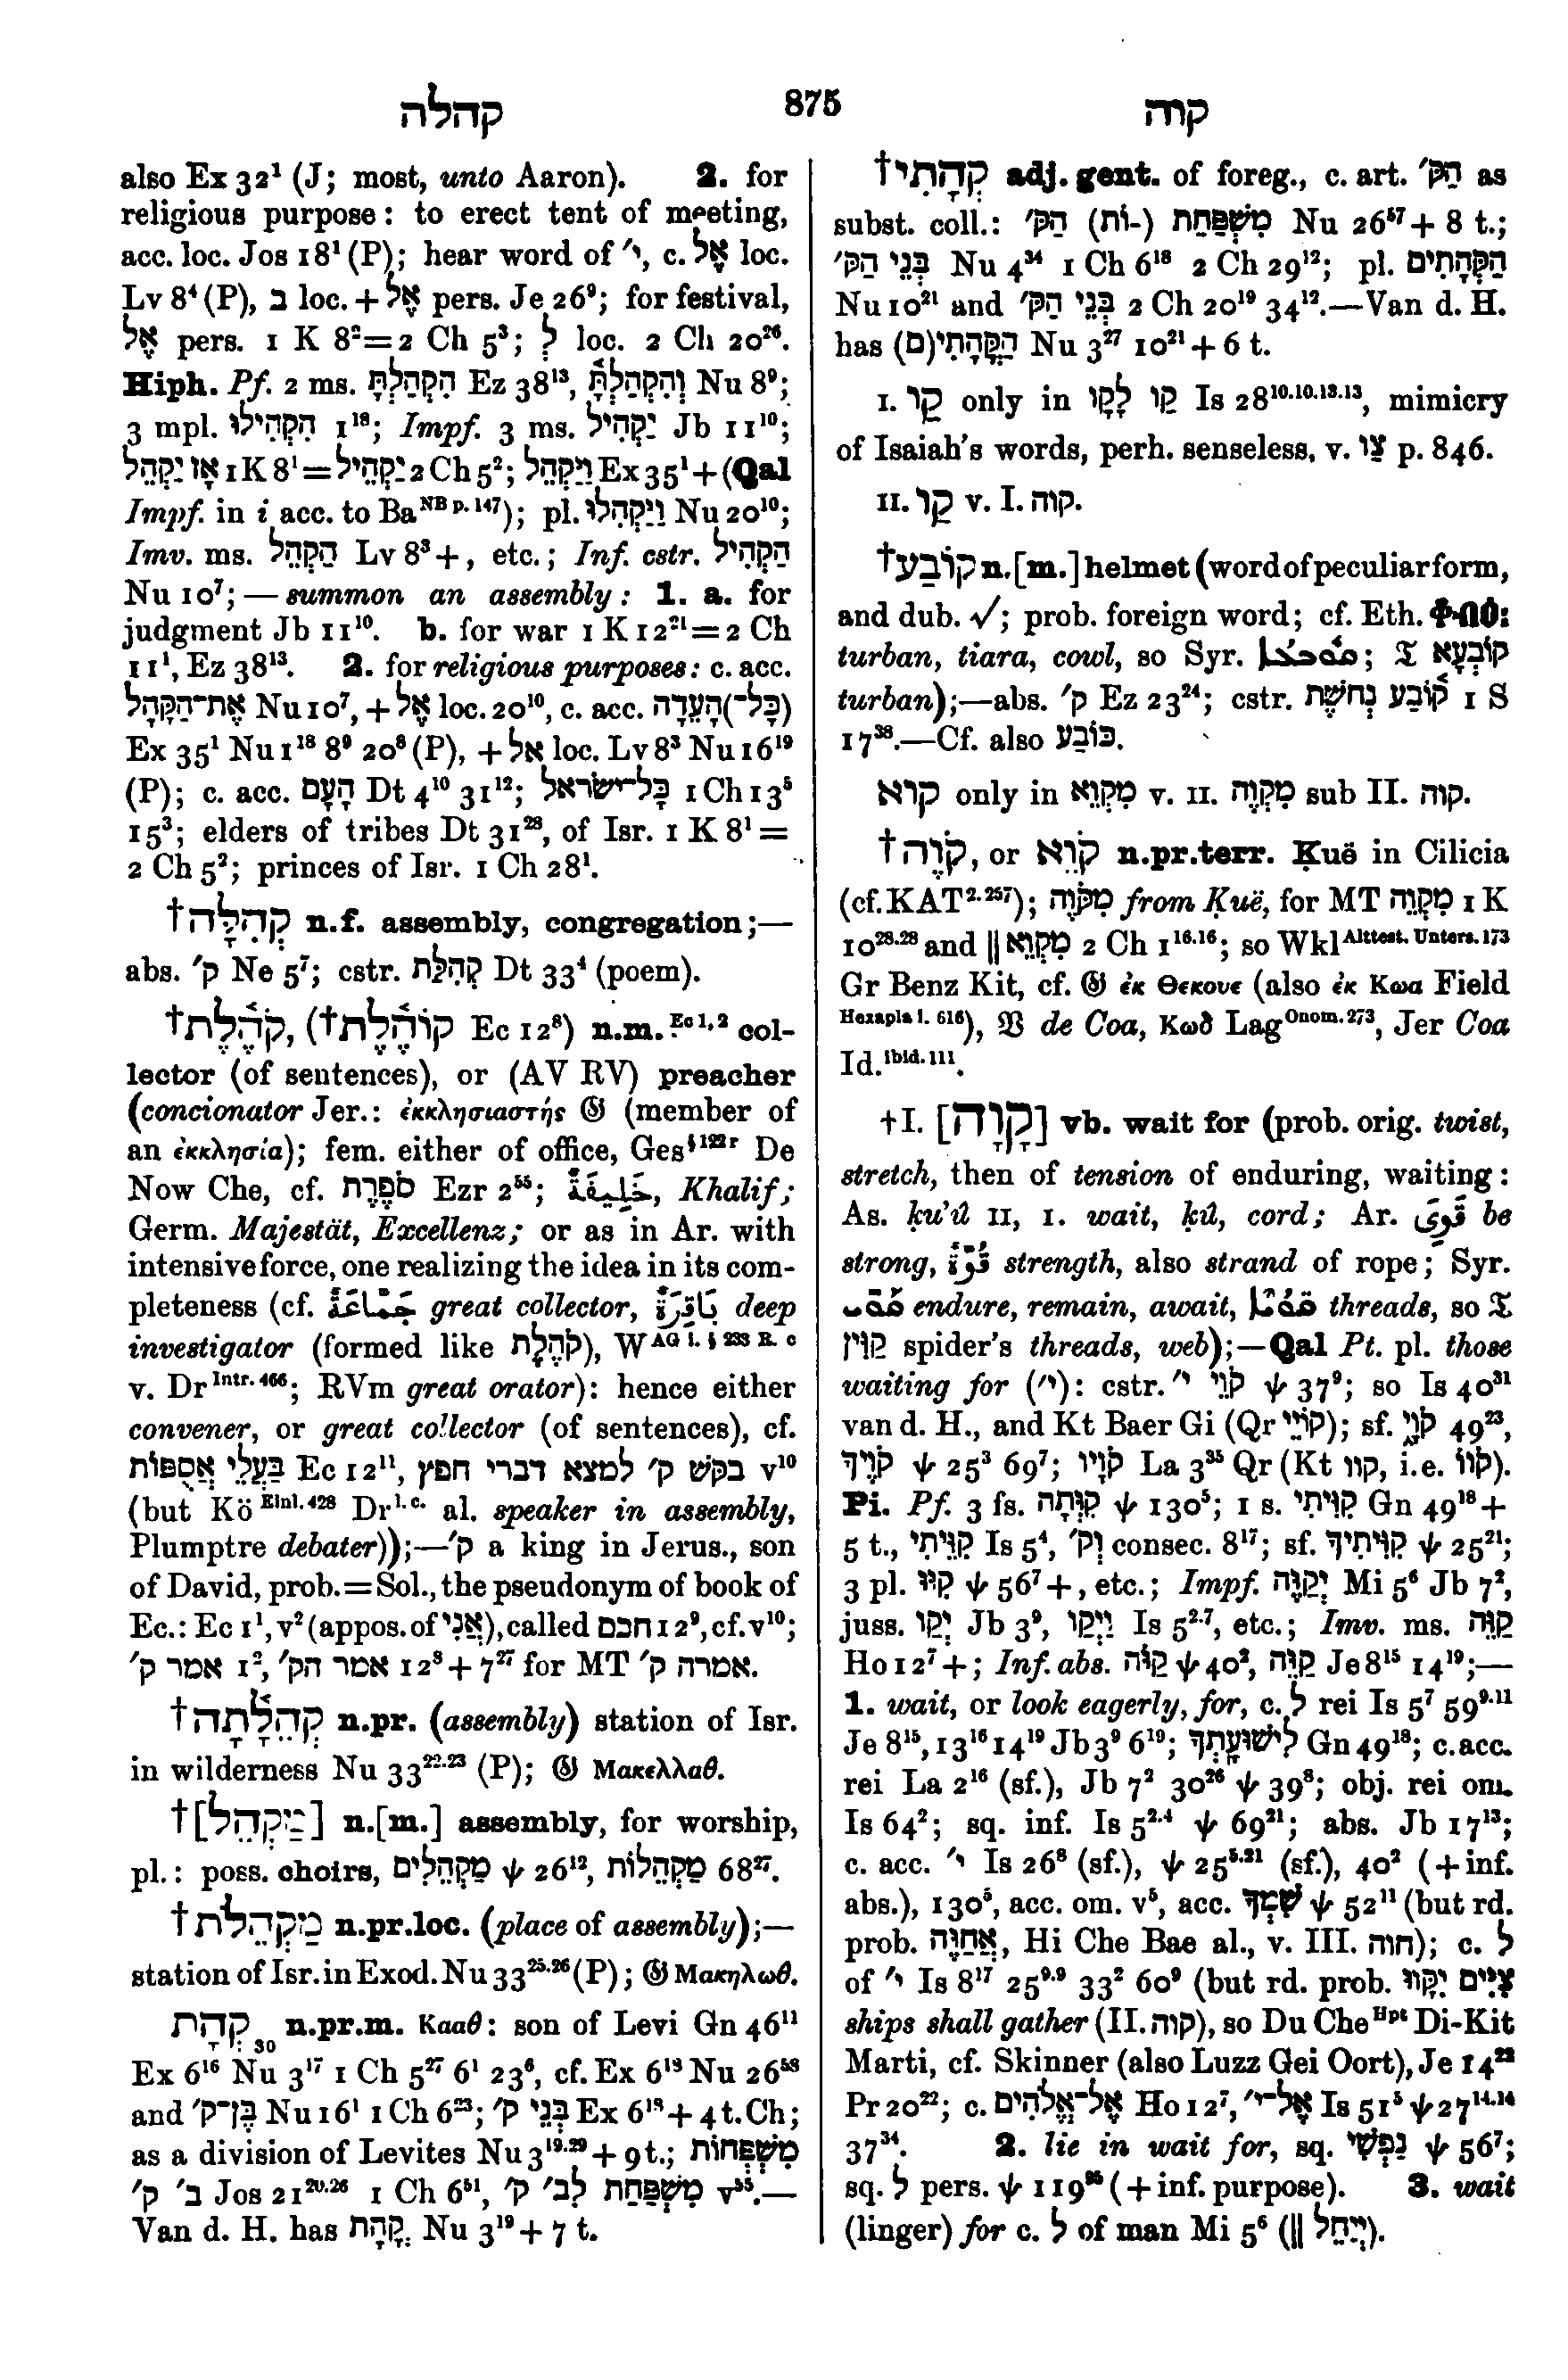 קהלה
875
קוה
also Ex 32¹ (J; most, unto Aaron). 2. for
religious purpose: to erect tent of meeting,
acc. loc. Jos 18¹ (P); hear word of י׳, c. אֶל loc.
Lv 8⁴ (P), ב loc. + אֶל pers. Je 26⁹; for festival,
אֶל pers. 1 K 8²=2 Ch 5³; לְ loc. 2 Ch 20²⁶.
Hiph. Pf. 2 ms. הִקְהַלְתָּ Ez 38¹³, וְהִקְהַלְתָּ Nu 8⁹;
3 mpl. הִקְהִילוּ 1¹⁸; Impf. 3 ms. יַקְהִיל Jb 11¹⁰;
אָז יַקְהֵל 1 K 8¹=יַקְהֵיל 2 Ch 5²; וַיַּקְהֵל Ex 35¹+(Qal
Impf. in i acc. to Ba NB p. 147); pl. וַיַּקְהִלוּ Nu 20¹⁰;
Imv. ms. הַקְהֵל Lv 8³+, etc.; Inf. cstr. הַקְהִיל
Nu 10⁷;—summon an assembly: 1. a. for
judgment Jb 11¹⁰. b. for war 1 K 12²¹=2 Ch
11¹, Ez 38¹³. 2. for religious purposes: c. acc.
אֶת־הַקָּהָל Nu 10⁷, + אֶל loc. 20¹⁰, c. acc. (כָּל־)הָעֵדָה
Ex 35¹ Nu 1¹⁸ 8⁹ 20⁸ (P), + אל loc. Lv 8³ Nu 16¹⁹
(P); c. acc. הָעָם Dt 4¹⁰ 31¹²; כָּל־ישׂראל 1 Ch 13⁵
15³; elders of tribes Dt 31²⁸, of Isr. 1 K 8¹=
2 Ch 5²; princes of Isr. 1 Ch 28¹.
†קְהִלָּה n.f. assembly, congregation;—
abs. ק׳ Ne 5⁷; cstr. קְהִלַּת Dt 33⁴ (poem).
†קֹהֶלֶת, (†קוֹהֶלֶת Ec 12⁸) n.m. Ec 1, 2 col-
lector (of sentences), or (AV RV) preacher
(concionator Jer.: ἐκκλησιαστής 𝔊 (member of
an ἐκκλησία); fem. either of office, Ges §122r De
Now Che, cf. סֹפֶרֶת Ezr 2⁵⁵; خَلِيفَةٌ, Khalif;
Germ. Majestät, Excellenz; or as in Ar. with
intensive force, one realizing the idea in its com-
pleteness (cf. جَمَّاعَةٌ great collector, بَاقِرَةٌ deep
investigator (formed like קֹהֶלֶת), W AG i. § 233 R. c
v. Dr Intr. 466; RVm great orator): hence either
convener, or great collector (of sentences), cf.
בַּעֲלֵי אֲסֻפּוֹת Ec 12¹¹, בקּשׁ ק׳ למצא דברי חפץ v¹⁰
(but Kö Einl. 428 Dr l. c. al. speaker in assembly,
Plumptre debater));—ק׳ a king in Jerus., son
of David, prob.=Sol., the pseudonym of book of
Ec.: Ec 1¹, v² (appos. of אֲנִי), called חכם 12⁹, cf. v¹⁰;
אמר ק׳ 1², אמר הק׳ 12⁸ + 7²⁷ for MT אמרה ק׳.
†קְהֵלָתָה n.pr. (assembly) station of Isr.
in wilderness Nu 33²²·²³ (P); 𝔊 Μακελλαθ.
†[מַקְהֵל] n.[m.] assembly, for worship,
pl.: poss. choirs, מַקְהֵלִים ψ 26¹², מַקְהֵלוֹת 68²⁷.
†מַקְהֵלֹת n.pr.loc. (place of assembly);—
station of Isr. in Exod. Nu 33²⁵·²⁶ (P); 𝔊 Μακηλωθ.
קְהָת₃₀ n.pr.m. Κααθ: son of Levi Gn 46¹¹
Ex 6¹⁶ Nu 3¹⁷ 1 Ch 5²⁷ 6¹ 23⁶, cf. Ex 6¹⁸ Nu 26⁵⁸
and בֶּן־ק׳ Nu 16¹ 1 Ch 6²³; בְּנֵי ק׳ Ex 6¹⁸ + 4 t. Ch;
as a division of Levites Nu 3¹⁹·²⁹ + 9 t.; מִשְׁפְּחוֹת
ק׳ ב׳ Jos 21²⁰·²⁶ 1 Ch 6⁵¹, מִשְׁפַּחַת לִב׳ ק׳ v⁵⁵.—
Van d. H. has קֳהָת Nu 3¹⁹ + 7 t.
†קְהָתִי adj. gent. of foreg., c. art. הַקּ׳ as
subst. coll.: הַקּ׳ (-וֹת) מִשְׁפַּחַת Nu 26⁵⁷ + 8 t.;
בְּנֵי הַקּ׳ Nu 4³⁴ 1 Ch 6¹⁸ 2 Ch 29¹²; pl. הַקְּהָתִים
Nu 10²¹ and בְּנֵי הַקּ׳ 2 Ch 20¹⁹ 34¹².—Van d. H.
has הַקֳּהָתִי(ם) Nu 3²⁷ 10²¹ + 6 t.
I. קַו only in קַו לָקָו Is 28¹⁰·¹⁰·¹³·¹³, mimicry
of Isaiah's words, perh. senseless, v. צַו p. 846.
II. קַו v. I. קוה.
†קוֹבַע n.[m.] helmet (word of peculiar form,
and dub. √; prob. foreign word; cf. Eth. ቆብዕ:
turban, tiara, cowl, so Syr. ܩܘܒܥܐ; 𝔗 קוֹבְעָא
turban);—abs. ק׳ Ez 23²⁴; cstr. קוֹבַע נְחשֶׁת 1 S
17³⁸.—Cf. also כּוֹבַע.
קוא only in מִקְוֵא v. II. מִקְוֶה sub II. קוה.
†קְוֵה, or קְוֵא n.pr.terr. Ḳuë in Cilicia
(cf. KAT 2. 257); מִקְּוֵה from Ḳuë, for MT מִקְוֵה 1 K
10²⁸·²⁸ and ‖ מִקְוֵא 2 Ch 1¹⁶·¹⁶; so Wkl Alttest. Unters. 173
Gr Benz Kit, cf. 𝔊 ἐκ Θεκουε (also ἐκ Κωα Field
Hexapla i. 616), 𝔙 de Coa, Κωδ Lag Onom. 273, Jer Coa
Id. ibid. 111.
†I. [קָוָה] vb. wait for (prob. orig. twist,
stretch, then of tension of enduring, waiting:
As. ḳu'û II, 1. wait, ḳû, cord; Ar. قَوِىَ be
strong, قُوَّةٌ strength, also strand of rope; Syr.
ܩܰܘܺܝ endure, remain, await, ܩܘܝܐ threads, so 𝔗
קַוִּין spider's threads, web);—Qal Pt. pl. those
waiting for (י׳): cstr. קֹוֵי י׳ ψ 37⁹; so Is 40³¹
van d. H., and Kt Baer Gi (Qr קוֹיֵי); sf. קֹוָי 49²³,
קֹוֶיךָ ψ 25³ 69⁷; קֹוָיו La 3²⁵ Qr (Kt קוו, i.e. קוֹוֹ).
Pi. Pf. 3 fs. קִוְּתָה ψ 130⁵; 1 s. קִוִּיתִי Gn 49¹⁸+
5 t., קִוֵּיתִי Is 5⁴, וְק׳ consec. 8¹⁷; sf. קִוִּיתִיךָ ψ 25²¹;
3 pl. קִוּוּ ψ 56⁷+, etc.; Impf. יְקַוֶּה Mi 5⁶ Jb 7²,
juss. יְקַו Jb 3⁹, וַיְקַו Is 5²·⁷, etc.; Imv. ms. קַוֵּה
Ho 12⁷+; Inf. abs. קַוֹּה ψ 40², קַוֵּה Je 8¹⁵ 14¹⁹;—
1. wait, or look eagerly, for, c. לְ rei Is 5⁷ 59⁹·¹¹
Je 8¹⁵, 13¹⁶ 14¹⁹ Jb 3⁹ 6¹⁹; לִישׁוּעָתְךָ Gn 49¹⁸; c. acc.
rei La 2¹⁶ (sf.), Jb 7² 30²⁶ ψ 39⁸; obj. rei om.
Is 64²; sq. inf. Is 5²·⁴ ψ 69²¹; abs. Jb 17¹³;
c. acc. י׳ Is 26⁸ (sf.), ψ 25⁵·²¹ (sf.), 40² (+ inf.
abs.), 130⁵, acc. om. v⁵, acc. שִׁמְךָ ψ 52¹¹ (but rd.
prob. אֲחַוֶּה, Hi Che Bae al., v. III. חוה); c. לְ
of י׳ Is 8¹⁷ 25⁹·⁹ 33² 60⁹ (but rd. prob. צִיִּים יִקָּווּ
ships shall gather (II. קוה), so Du Che Hpt Di-Kit
Marti, cf. Skinner (also Luzz Gei Oort), Je 14²²
Pr 20²²; c. אֶל־אֱלֹהִים Ho 12⁷, אֶל־י׳ Is 51⁵ ψ 27¹⁴·¹⁴
37³⁴. 2. lie in wait for, sq. נַפְשִׁי ψ 56⁷;
sq. לְ pers. ψ 119⁹⁵ (+ inf. purpose). 3. wait
(linger) for c. לְ of man Mi 5⁶ (‖ יְיַחֵל).